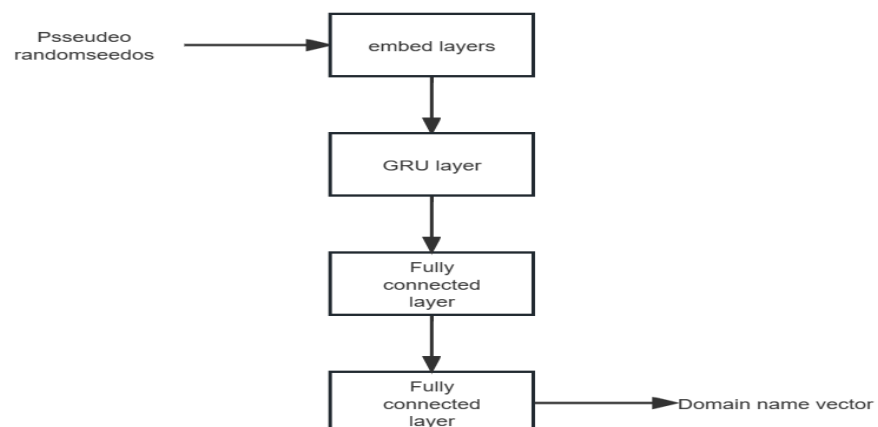 Psseudeo
randomseedos
embed layers
GRU layer
Fully
connected
layer
Fully
connected
layer
Domain name vector